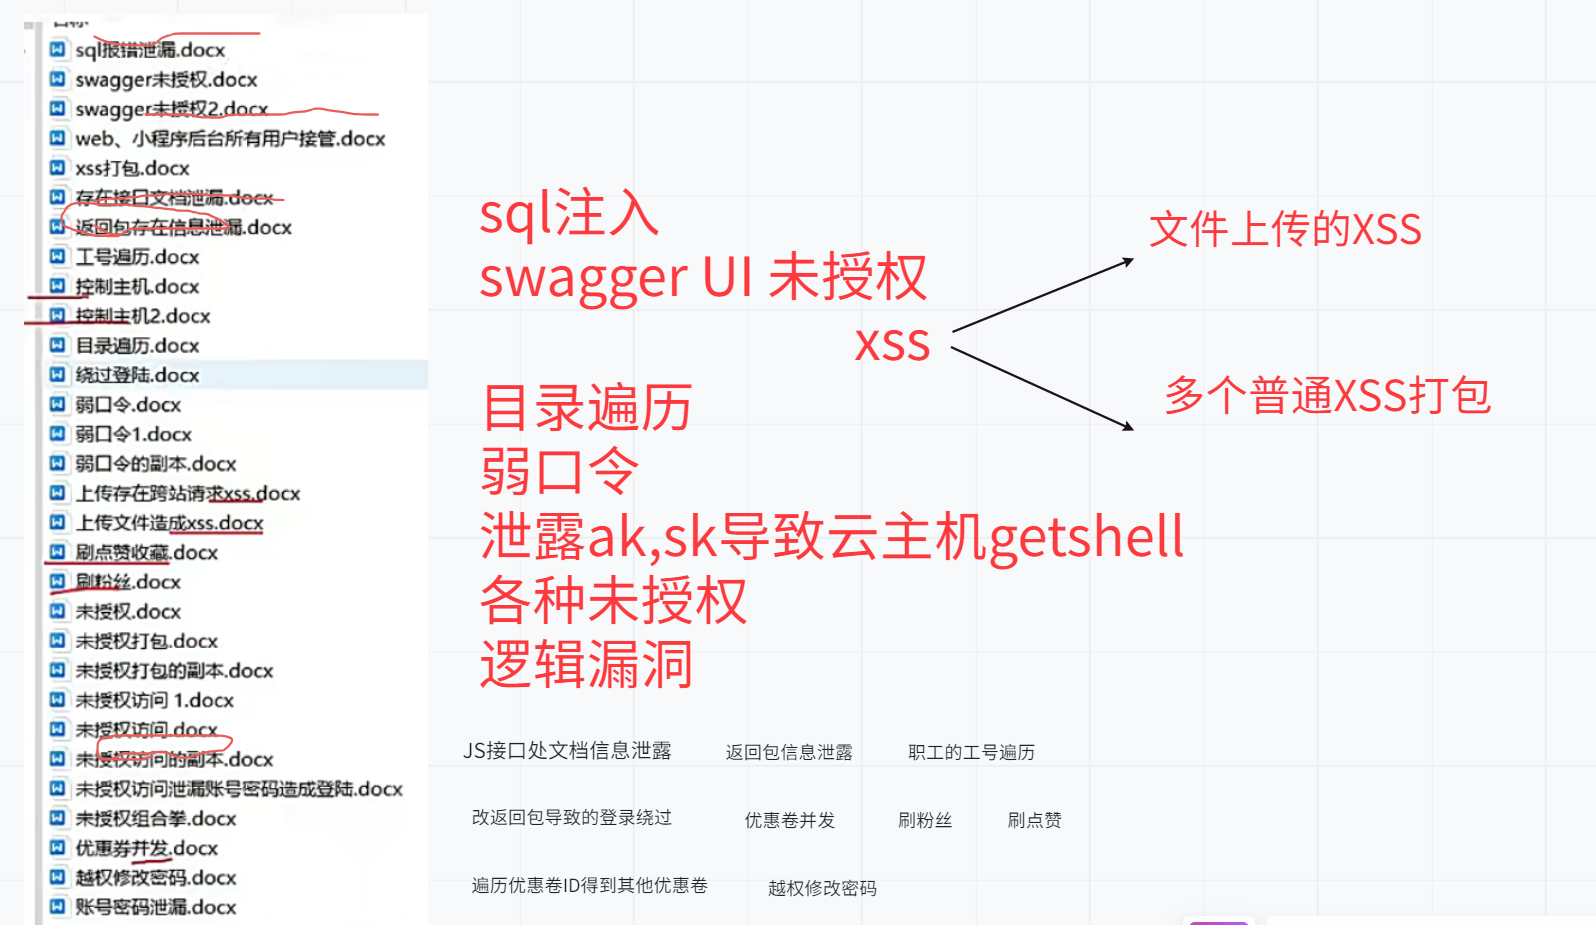 名称
sql报错泄漏.docx
swagger未授权.docx
swagger未授权2.docx
web、小程序后台所有用户接管.docx
xss打包.docx
存在接口文档泄漏.docx
返回包存在信息泄漏.docx
工号遍历.docx
控制主机.docx
控制主机2.docx
目录遍历.docx
绕过登陆.docx
弱口令.docx
弱口令1.docx
弱口令的副本.docx
上传存在跨站请求xss.docx
上传文件造成xss.docx
刷点赞收藏.docx
刷粉丝.docx
未授权.docx
未授权打包.docx
未授权打包的副本.docx
未授权访问 1.docx
未授权访问.docx
未授权访问的副本.docx
未授权访问泄漏账号密码造成登陆.docx
未授权组合拳.docx
优惠券并发.docx
越权修改密码.docx
账号密码泄漏.docx
sql注入
swagger UI 未授权
xss
文件上传的XSS
多个普通XSS打包
目录遍历
弱口令
泄露ak,sk导致云主机getshell
各种未授权
逻辑漏洞
JS接口处文档信息泄露
返回包信息泄露
职工的工号遍历
改返回包导致的登录绕过
优惠卷并发
刷粉丝
刷点赞
遍历优惠卷ID得到其他优惠卷
越权修改密码